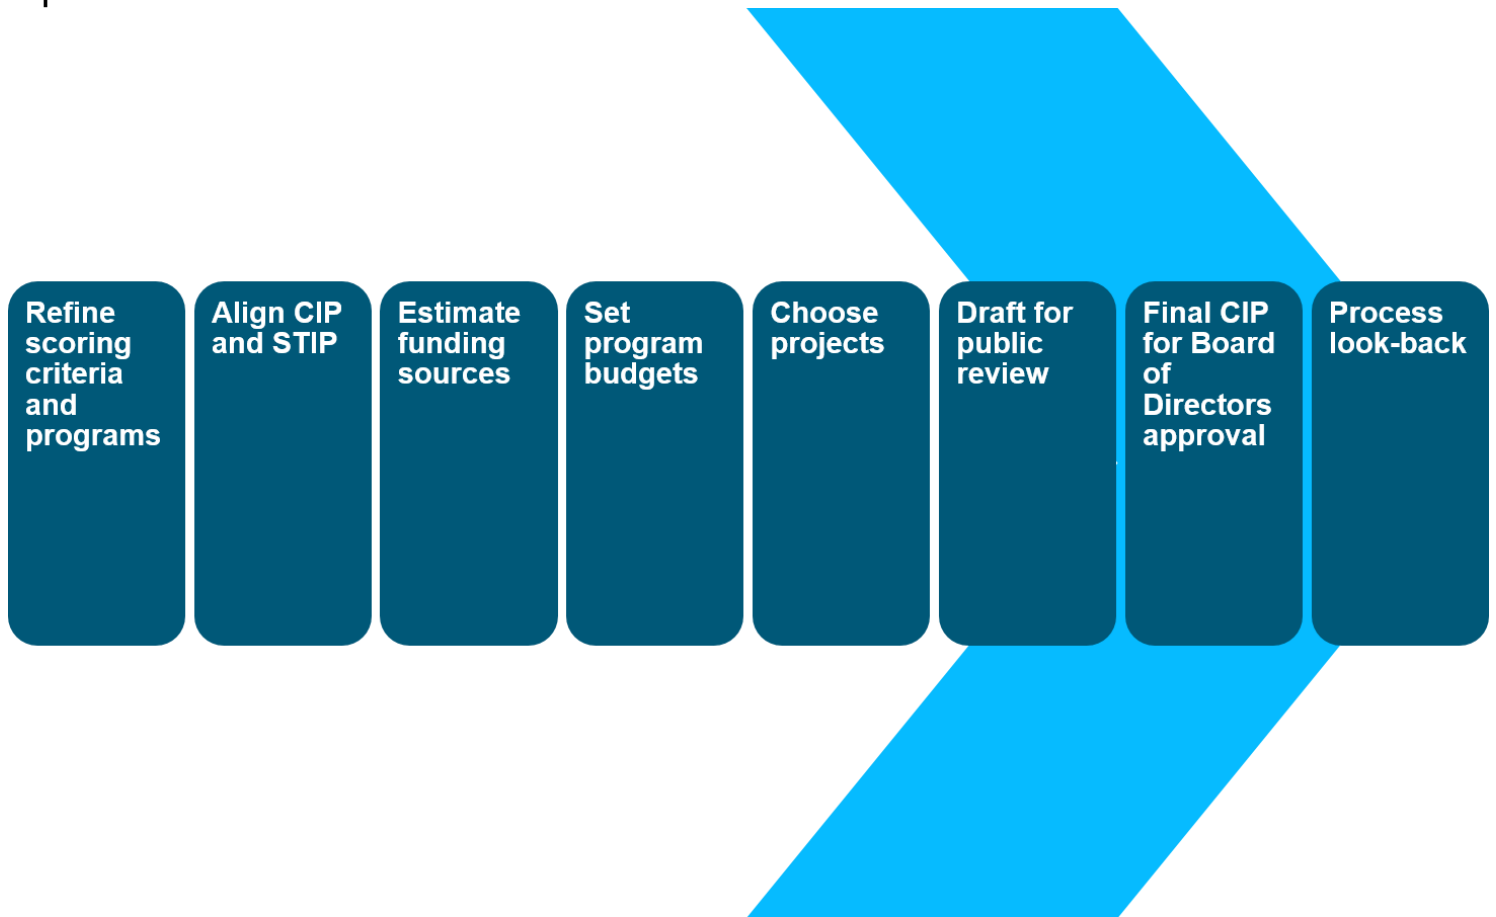 Refine
scoring
criteria
and
programs
Align CIP
and STIP
Estimate
funding
sources
Set
program
budgets
Choose
projects
Draft for
public
review
Final CIP
for Board
of
Directors
approval
Process
look-back